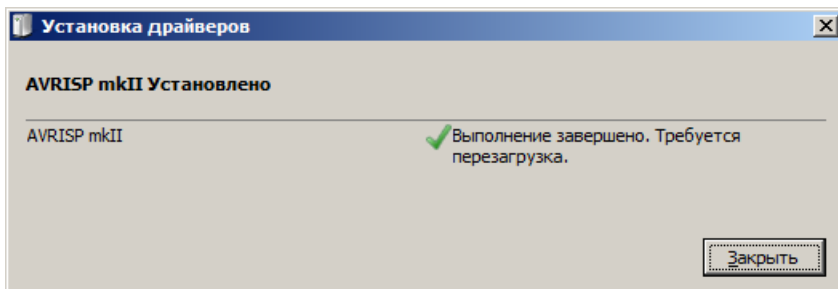 Установка драйверов
AVRISP mkII Установлено
AVRISP mkII
Выполнение завершено. Требуется
перезагрузка.
Закрыть